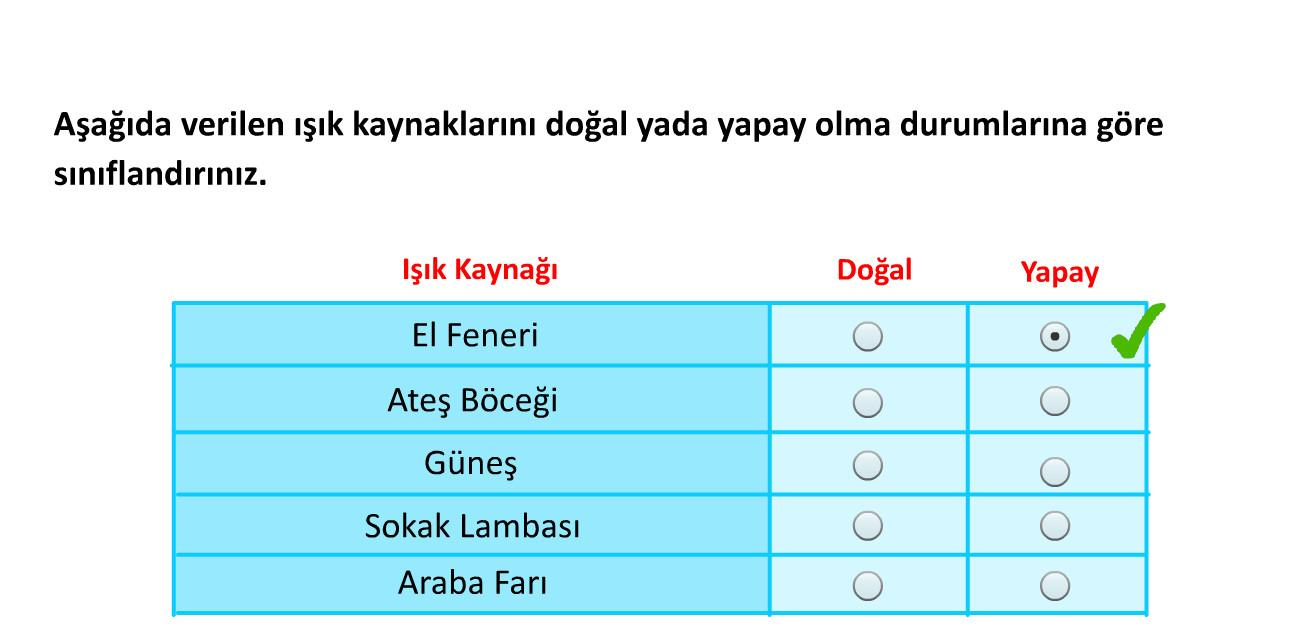 Aşağıda verilen ışık kaynaklarını doğal yada yapay olma durumlarına göre
sınıflandırınız.
Işık Kaynağı Doğal Yapay
El Feneri
Ateş Böceği
Güneş
Sokak Lambası
Araba Farı